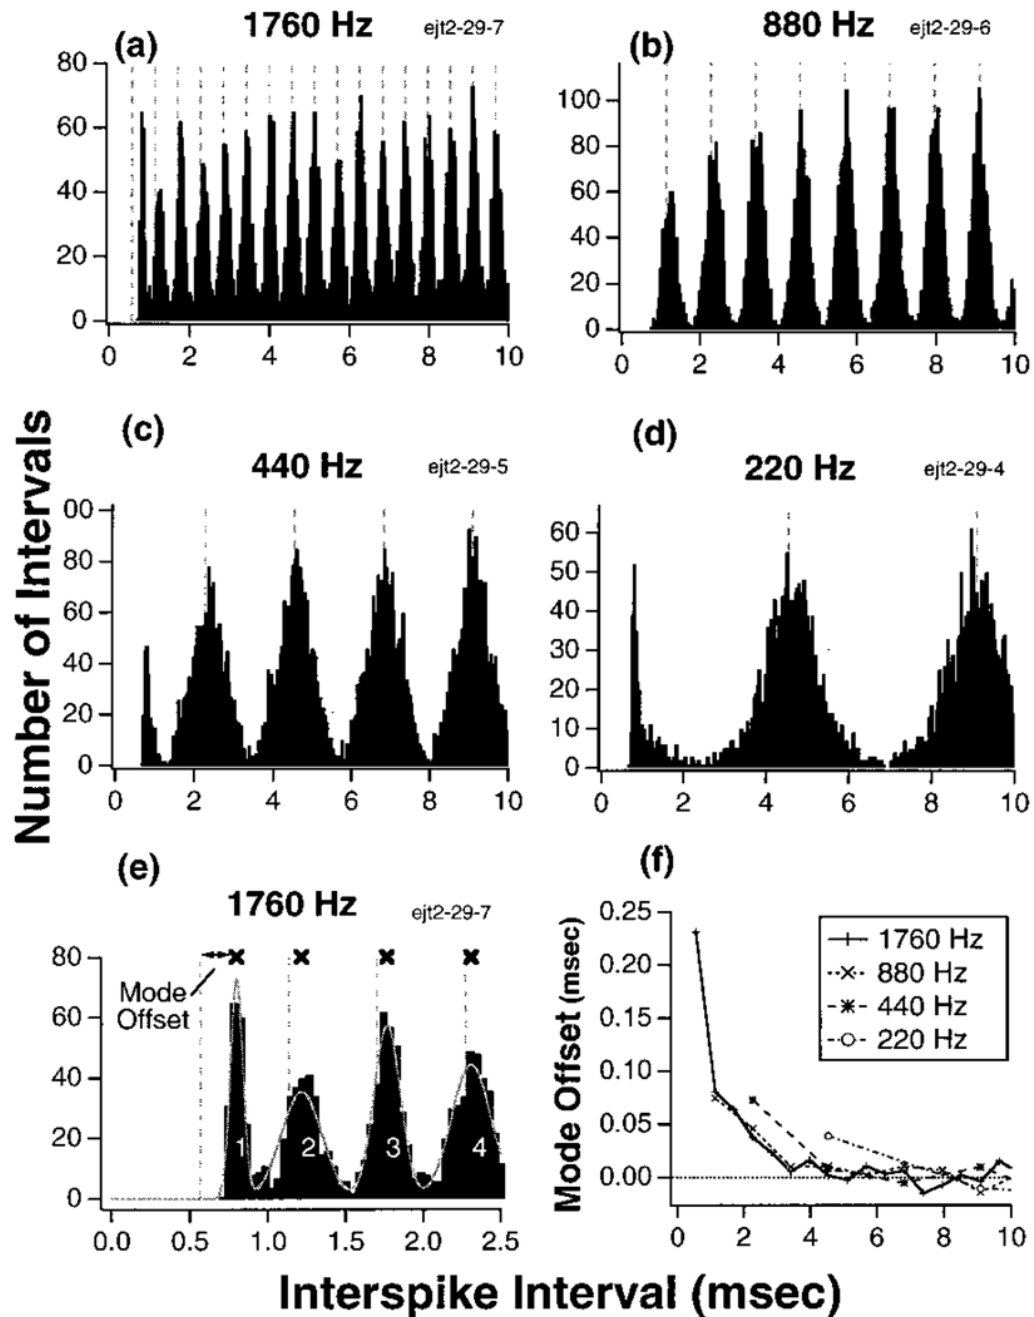 (a) 1760 Hz ejt2-29-7
80
60
40
20
0
0 2 4 6 8 10
(b) 880 Hz ejt2-29-6
100
80
60
40
20
0
0 2 4 6 8 10
Number of Intervals
(c)
440 Hz ejt2-29-5
00
80
60
40
20
0
0 2 4 6 8 10
(d)
220 Hz ejt2-29-4
60
50
40
30
20
10
0
0 2 4 6 8 10
(e)
1760 Hz ejt2-29-7
80
60
40
20
0
Mode
Offset
1 2 3 4
0.0 0.5 1.0 1.5 2.0 2.5
(f)
Mode Offset (msec)
0.25
0.20
0.15
0.10
0.05
0.00
1760 Hz
880 Hz
440 Hz
220 Hz
0 2 4 6 8 10
Interspike Interval (msec)